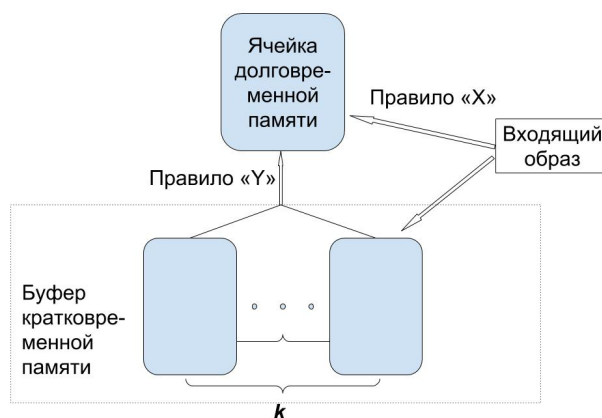 Ячейка
долговре-
менной
памяти
Правило «X»
Входящий
образ
Правило «Y»
Буфер
кратковре-
менной
памяти
k